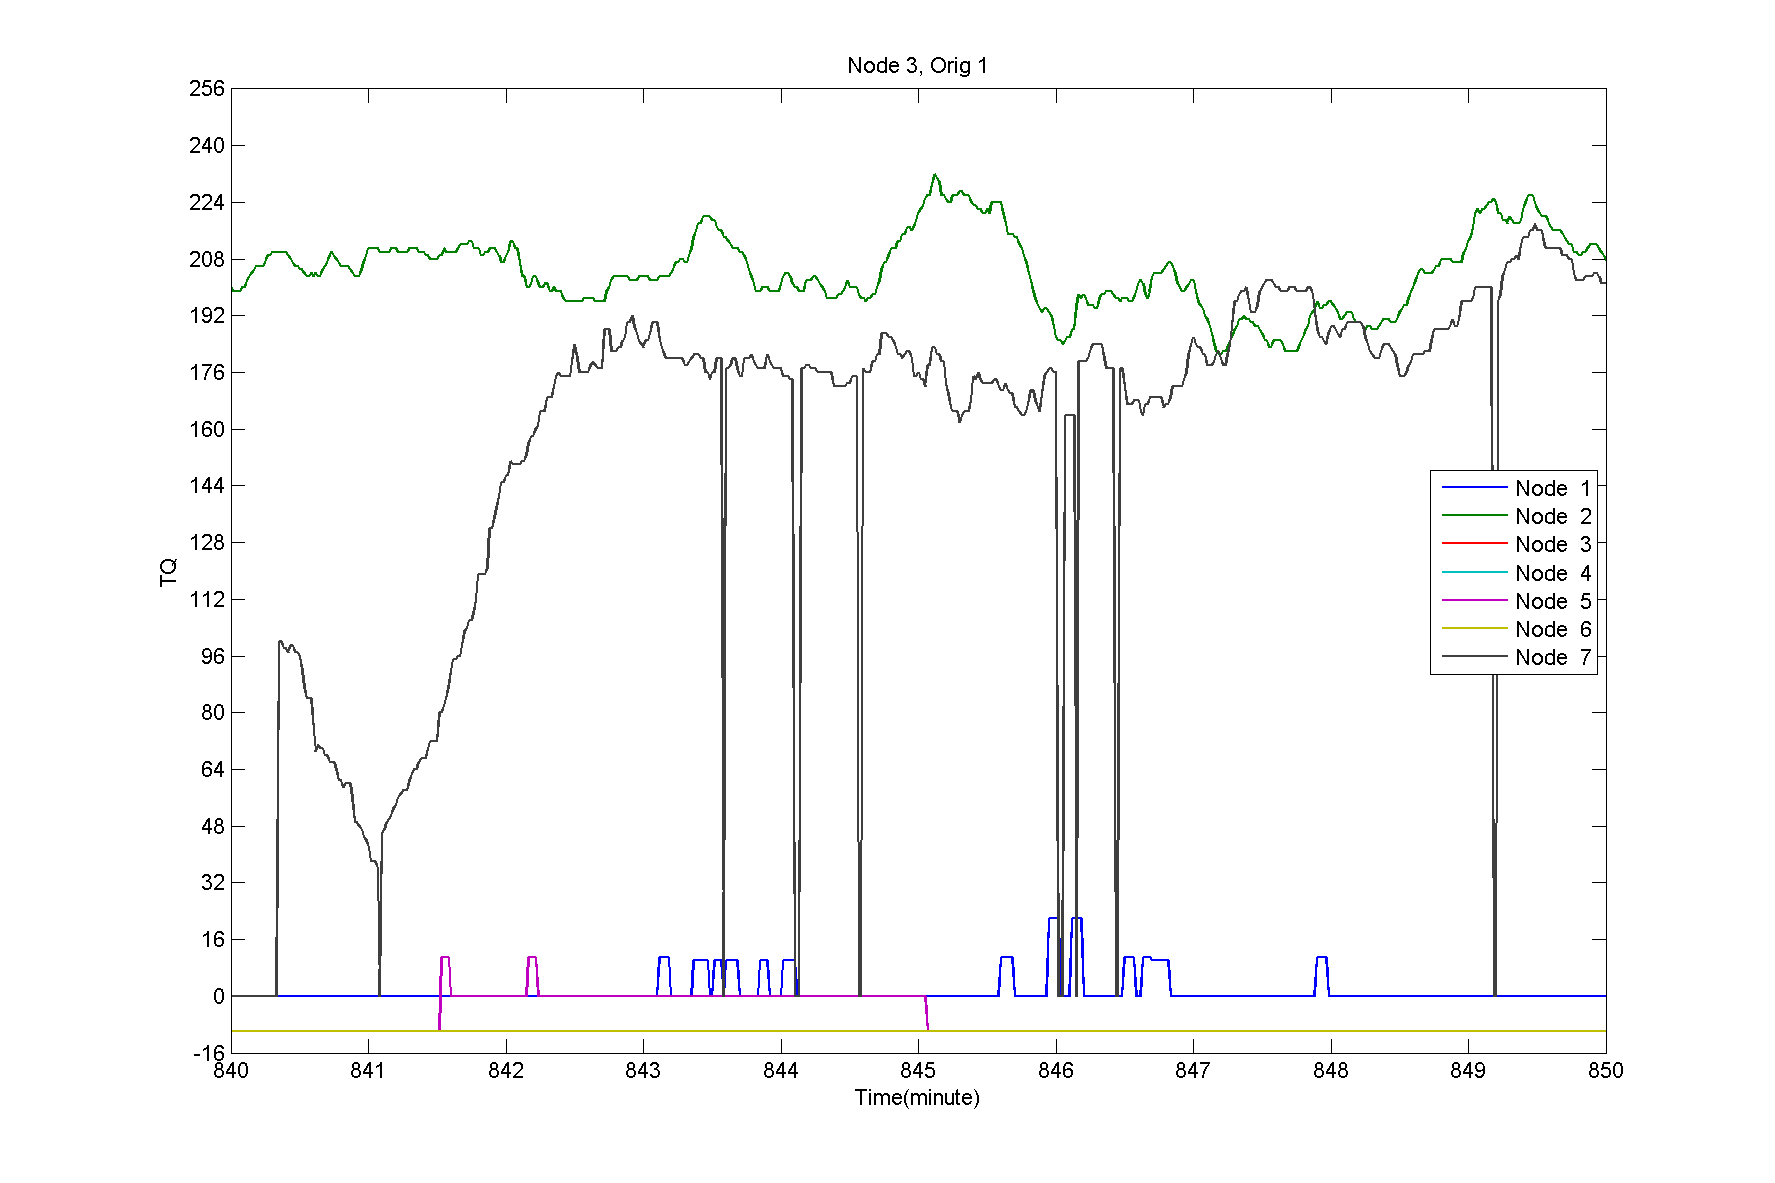 Node 3, Orig 1
256
240
224
208
192
176
160
144
128
112
96
80
64
48
32
16
0
-16
TQ
Node 1
Node 2
Node 3
Node 4
Node 5
Node 6
Node 7
840 841 842 843 844 845 846 847 848 849 850
Time(minute)